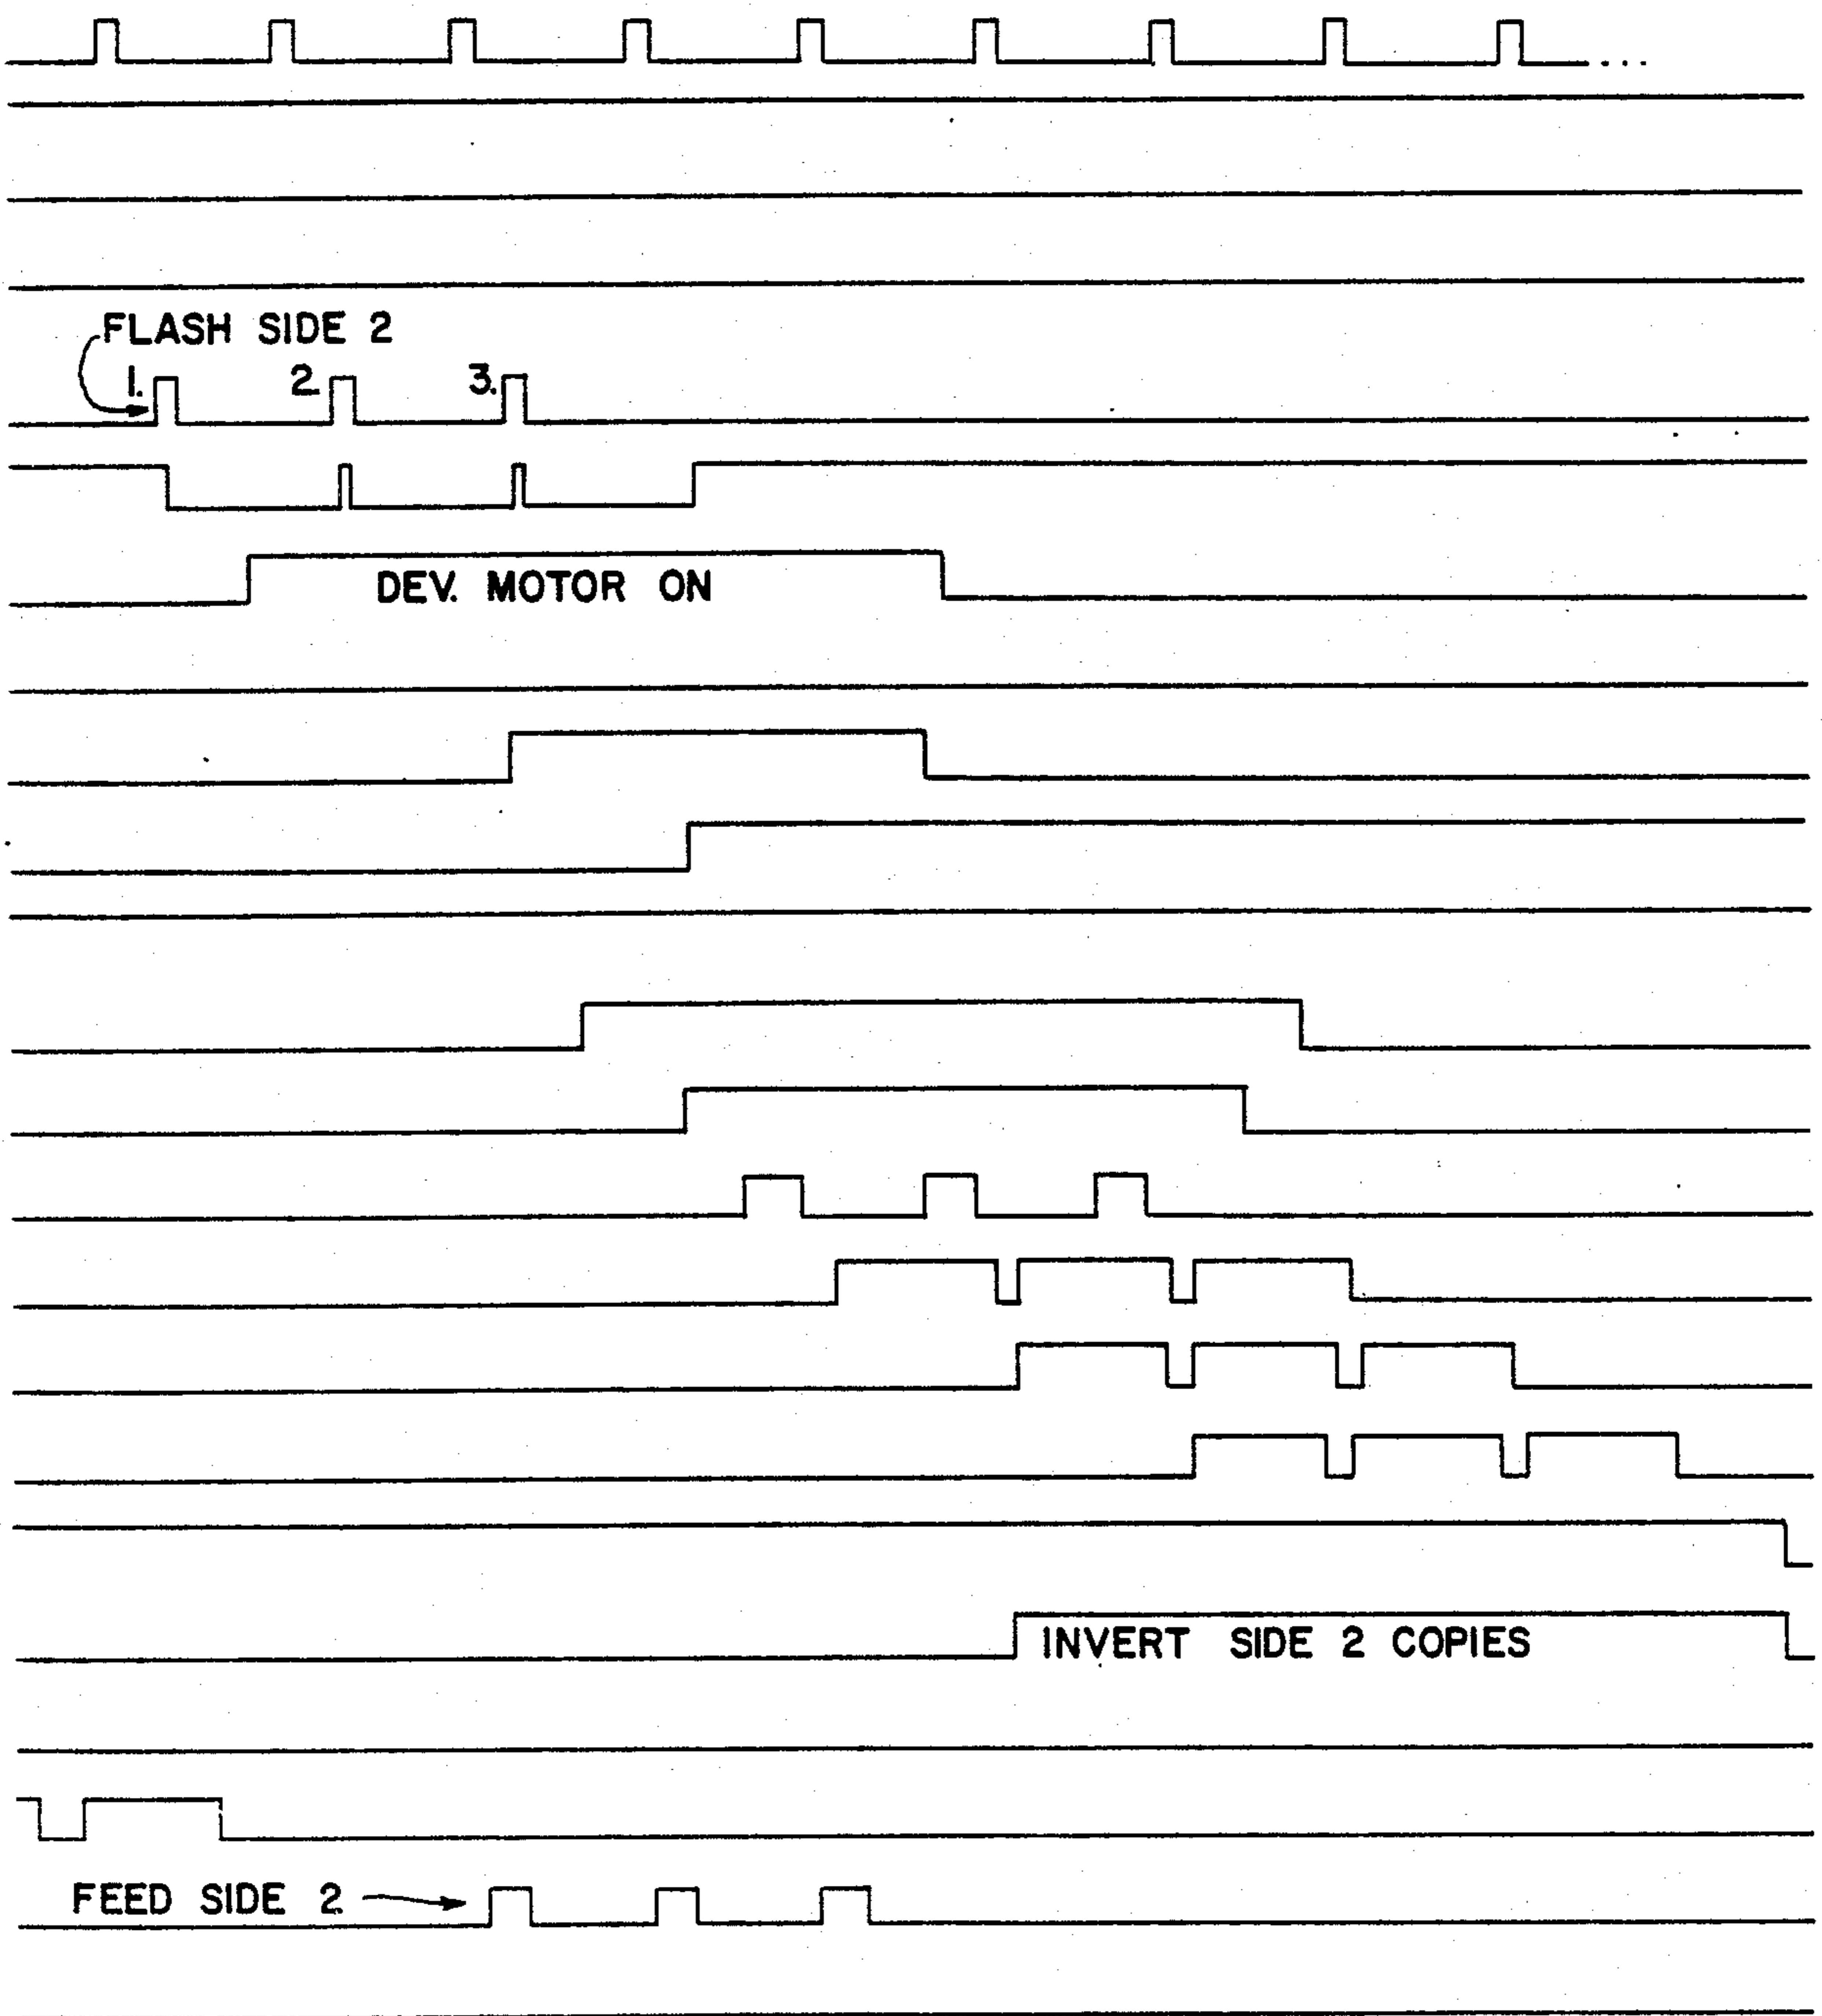 FLASH SIDE 2
1. 2. 3.
DEV. MOTOR ON
INVERT SIDE 2 COPIES
FEED SIDE 2